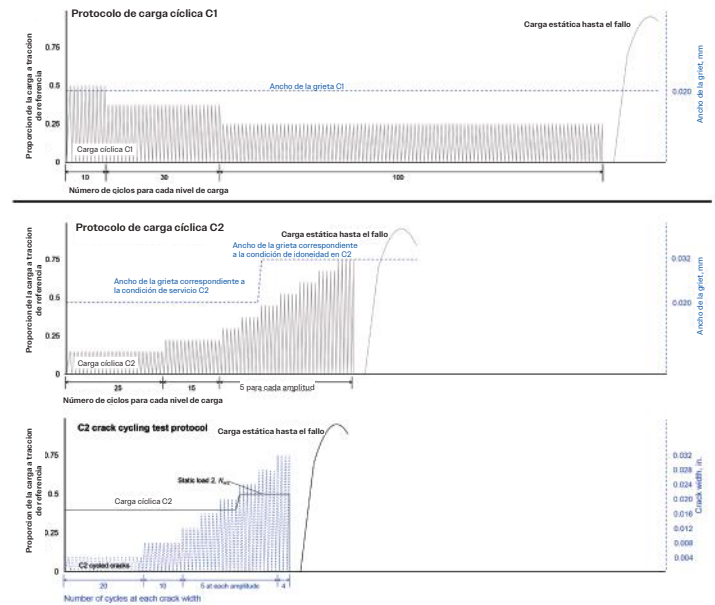 Protocolo de carga cíclica C1
Carga estática hasta el fallo
Proporcion de la carga a traccion
de referencia
0.75
0.5
0.25
0
Ancho de la grieta C1
Carga cíclica C1
0.020
Ancho de la griet, mm
10
30
100
Número de ciclos para cada nivel de carga
Protocolo de carga cíclica C2
Carga estática hasta el fallo
Ancho de la grieta correspondiente
a la condición de idoneidad en C2
Ancho de la grieta correspondiente a
la condición de servicio C2
Proporcion de la carga a traccion
de referencia
0.75
0.5
0.25
0
Carga cíclica C2
0.032
0.020
Ancho de la griet, mm
25
15
5 para cada amplitud
Número de ciclos para cada nivel de carga
C2 crack cycling test protocol
Carga estática hasta el fallo
Proporcion de la carga a traccion
de referencia
0.75
0.5
0.25
0
Static load 2,
Carga cíclica C2
C2 cycled cracks
0.032
0.028
0.024
0.020
0.016
0.012
0.008
0.004
Crack width, in.
20
10
5 at each amplitude
4
Number of cycles at each crack width